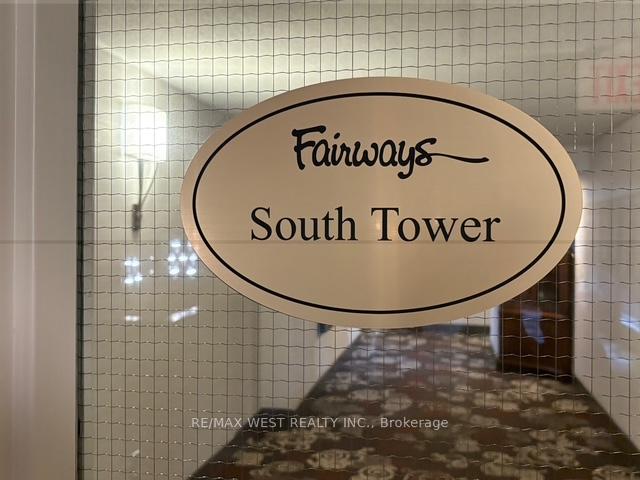 Fairways
South Tower
RE/MAX WEST REALTY INC., Brokerage